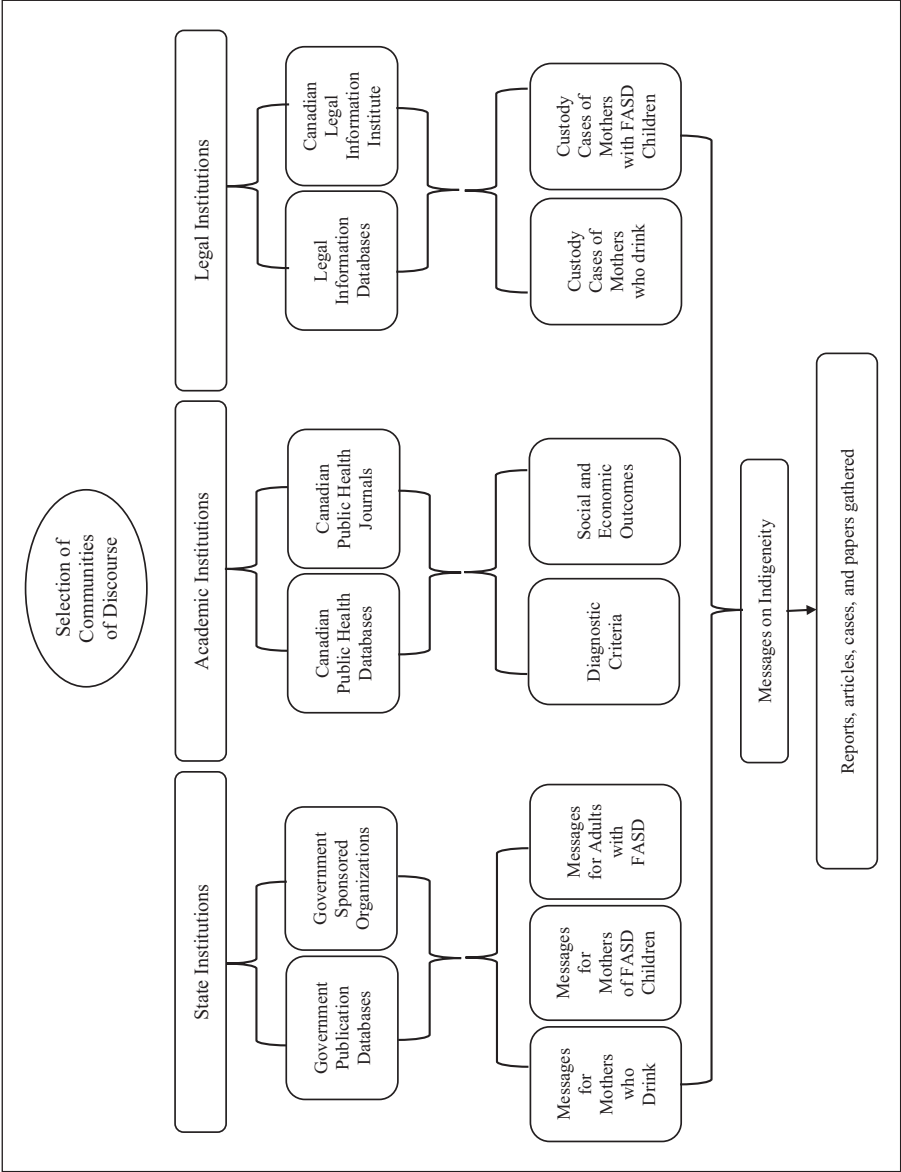 Selection of
Communities
of Discourse
State Institutions
Academic Institutions
Legal Institutions
Government
Publication
Databases
Government
Sponsored
Organizations
Canadian
Public Health
Databases
Canadian
Public Health
Journals
Legal
Information
Databases
Canadian
Legal
Information
Institute
Messages
for
Mothers
who
Drink
Messages
for
Mothers
of FASD
Children
Messages
for Adults
with
FASD
Diagnostic
Criteria
Social and
Economic
Outcomes
Custody
Cases of
Mothers
who drink
Custody
Cases of
Mothers
with FASD
Children
Messages on Indigeneity
Reports, articles, cases, and papers gathered